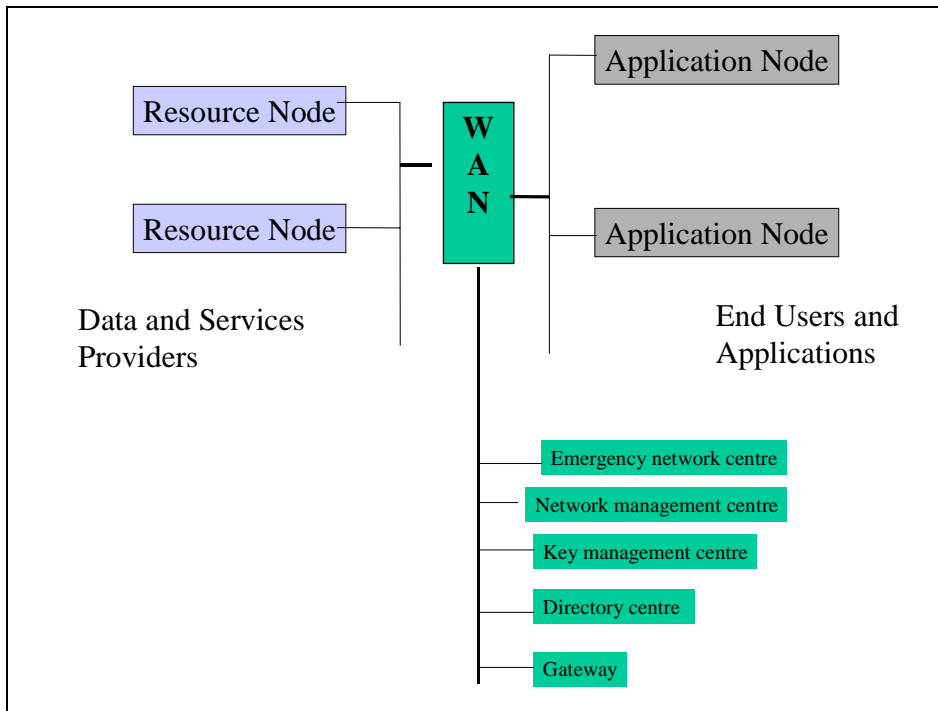 Application Node
Resource Node
W
A
N
Resource Node
Application Node
Data and Services
Providers
End Users and
Applications
Emergency network centre
Network management centre
Key management centre
Directory centre
Gateway